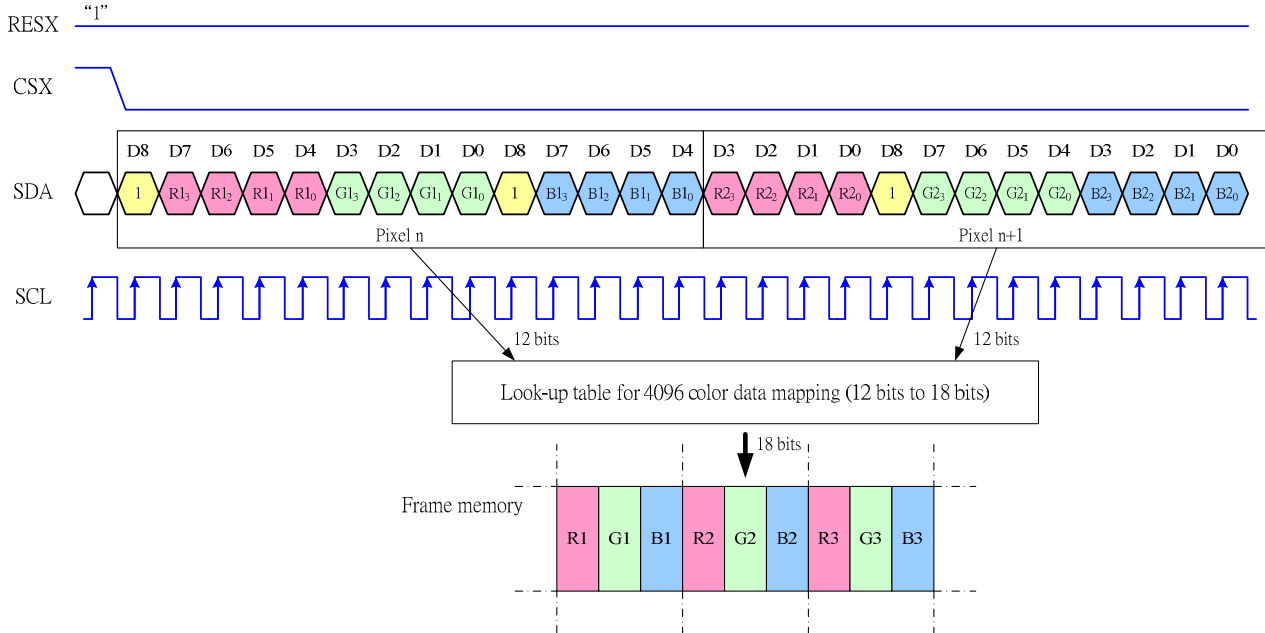 RESX “1”
CSX
D8 D7 D6 D5 D4 D3 D2 D1 D0 D8 D7 D6 D5 D4 D3 D2 D1 D0 D8 D7 D6 D5 D4 D3 D2 D1 D0
SDA 1 R1₃ R1₂ R1₁ R1₀ G1₃ G1₂ G1₁ G1₀ 1 B1₃ B1₂ B1₁ B1₀ R2₃ R2₂ R2₁ R2₀ 1 G2₃ G2₂ G2₁ G2₀ B2₃ B2₂ B2₁ B2₀
Pixel n Pixel n+1
SCL
12 bits 12 bits
Look-up table for 4096 color data mapping (12 bits to 18 bits)
18 bits
Frame memory
R1 G1 B1 R2 G2 B2 R3 G3 B3